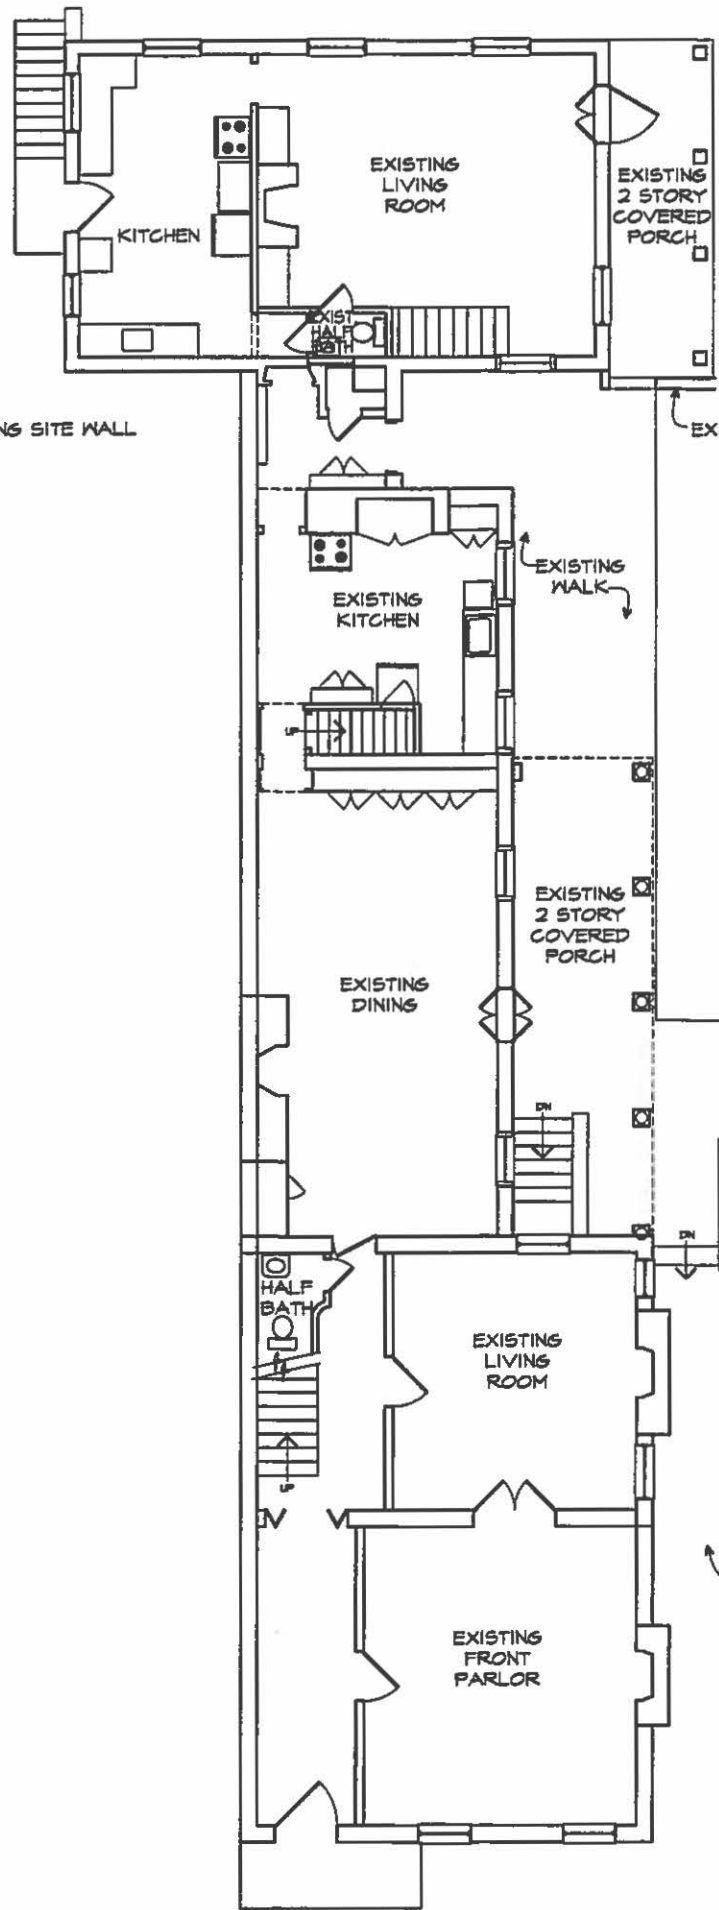 EXISTING
LIVING
ROOM
EXISTING
2 STORY
COVERED
PORCH
KITCHEN
EXIST
HALF
BATH
NG SITE WALL
EX
EXISTING
WALK
EXISTING
KITCHEN
UP
EXISTING
2 STORY
COVERED
PORCH
EXISTING
DINING
DN
DN
HALF
BATH
EXISTING
LIVING
ROOM
UP
EXISTING
FRONT
PARLOR